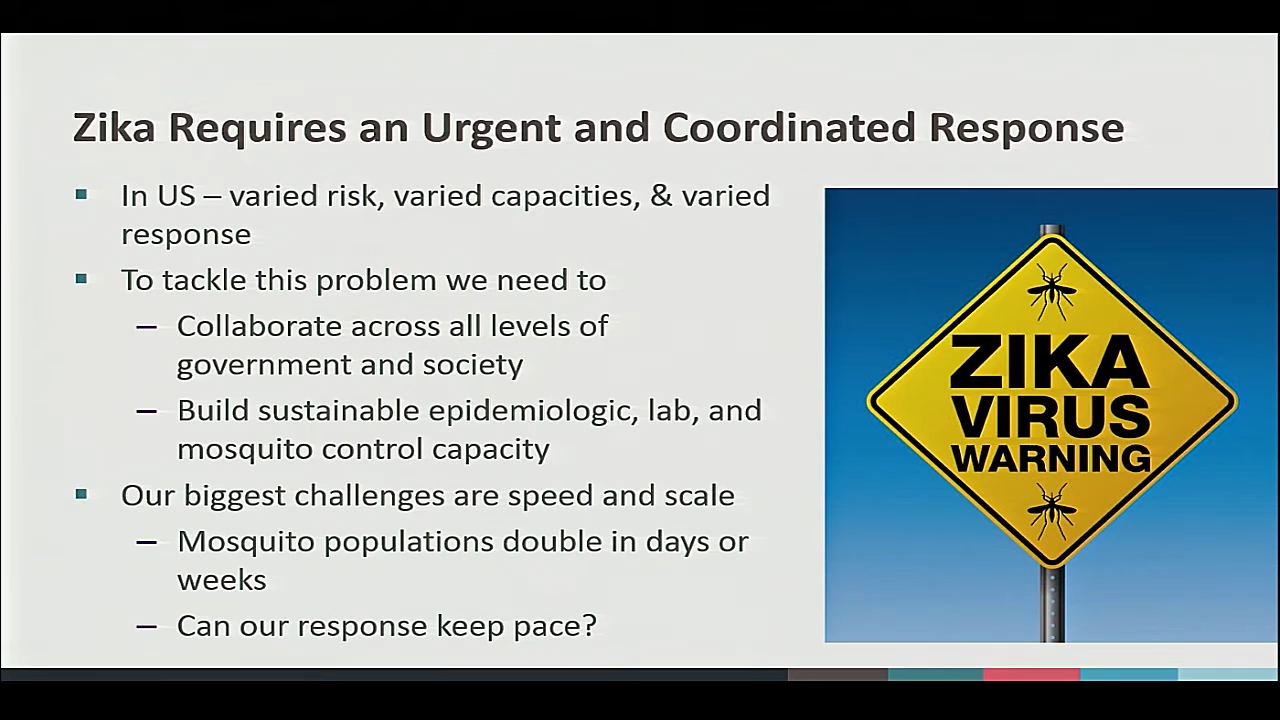 Zika Requires an Urgent and Coordinated Response
▪ In US – varied risk, varied capacities, & varied
response
▪ To tackle this problem we need to
– Collaborate across all levels of
government and society
– Build sustainable epidemiologic, lab, and
mosquito control capacity
▪ Our biggest challenges are speed and scale
– Mosquito populations double in days or
weeks
– Can our response keep pace?
ZIKA
VIRUS
WARNING